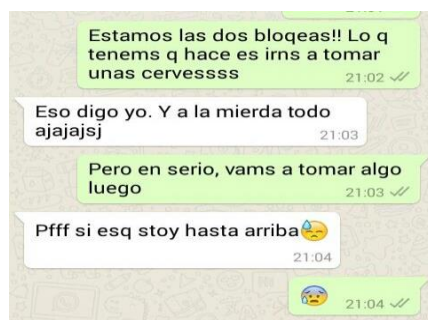 Estamos las dos bloqeas!! Lo q
tenems q hace es irns a tomar
unas cervessss
21:02
Eso digo yo. Y a la mierda todo
ajajajsj
21:03
Pero en serio, vams a tomar algo
luego
21:03
Pfff si esq stoy hasta arriba😓
21:04
😰 21:04